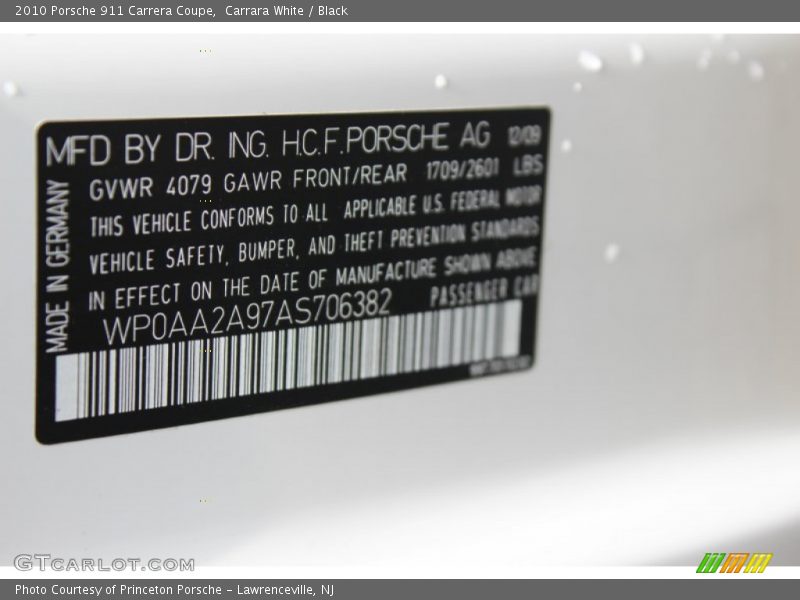 2010 Porsche 911 Carrera Coupe,  Carrara White / Black
MFD BY DR. ING. H.C.F. PORSCHE AG 12/09
GVWR 4079 GAWR FRONT/REAR 1709/2601 LBS
THIS VEHICLE CONFORMS TO ALL APPLICABLE U.S. FEDERAL MOTOR
VEHICLE SAFETY, BUMPER, AND THEFT PREVENTION STANDARDS
IN EFFECT ON THE DATE OF MANUFACTURE SHOWN ABOVE
WP0AA2A97AS706382 PASSENGER CAR
MADE IN GERMANY
GTCARLOT.COM
Photo Courtesy of Princeton Porsche – Lawrenceville, NJ